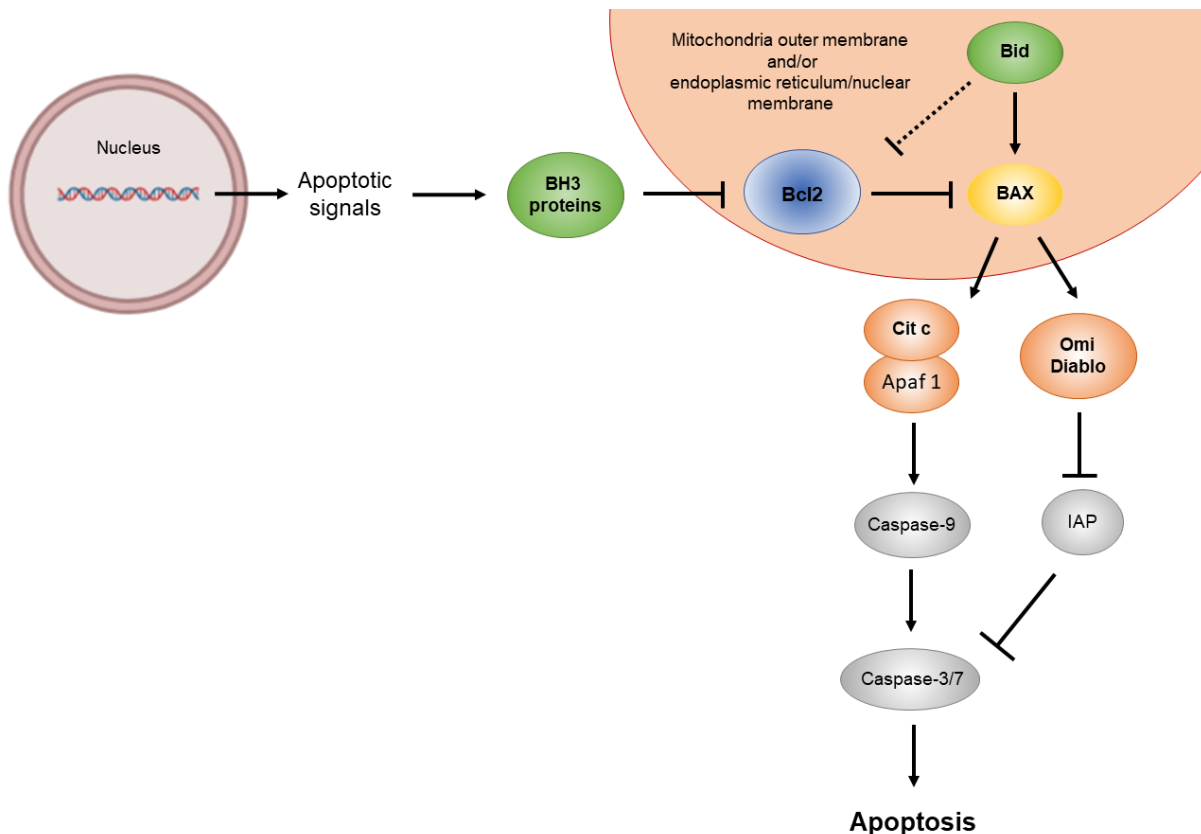 Mitochondria outer membrane
and/or
endoplasmic reticulum/nuclear
membrane
Bid
Nucleus
Apoptotic
signals
BH3
proteins
Bcl2
BAX
Cit c
Apaf 1
Omi
Diablo
Caspase-9
IAP
Caspase-3/7
Apoptosis